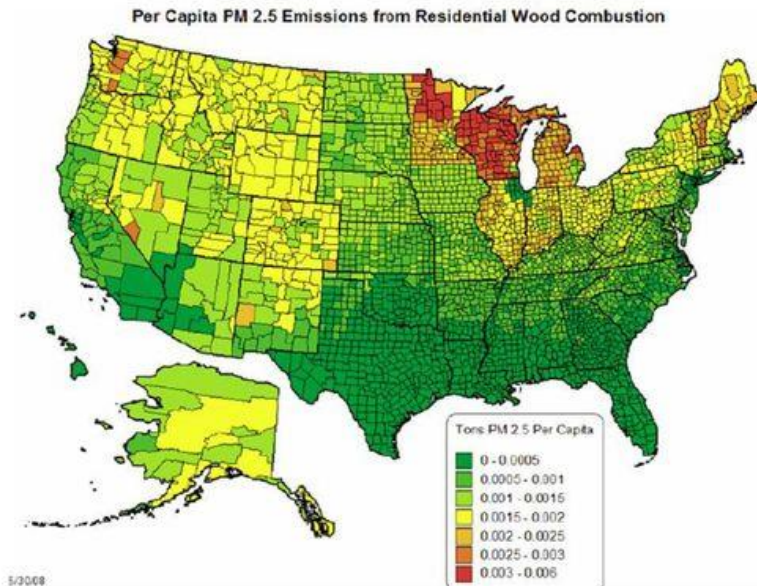 Per Capita PM 2.5 Emissions from Residential Wood Combustion
Tons PM 2.5 Per Capita
0 - 0.0005
0.0005 - 0.001
0.001 - 0.0015
0.0015 - 0.002
0.002 - 0.0025
0.0025 - 0.003
0.003 - 0.006
5/30/08